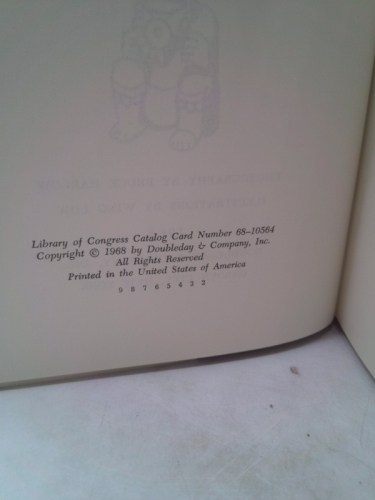 Library of Congress Catalog Card Number 68-10564
Copyright © 1968 by Doubleday & Company, Inc.
All Rights Reserved
Printed in the United States of America
9 8 7 6 5 4 3 2